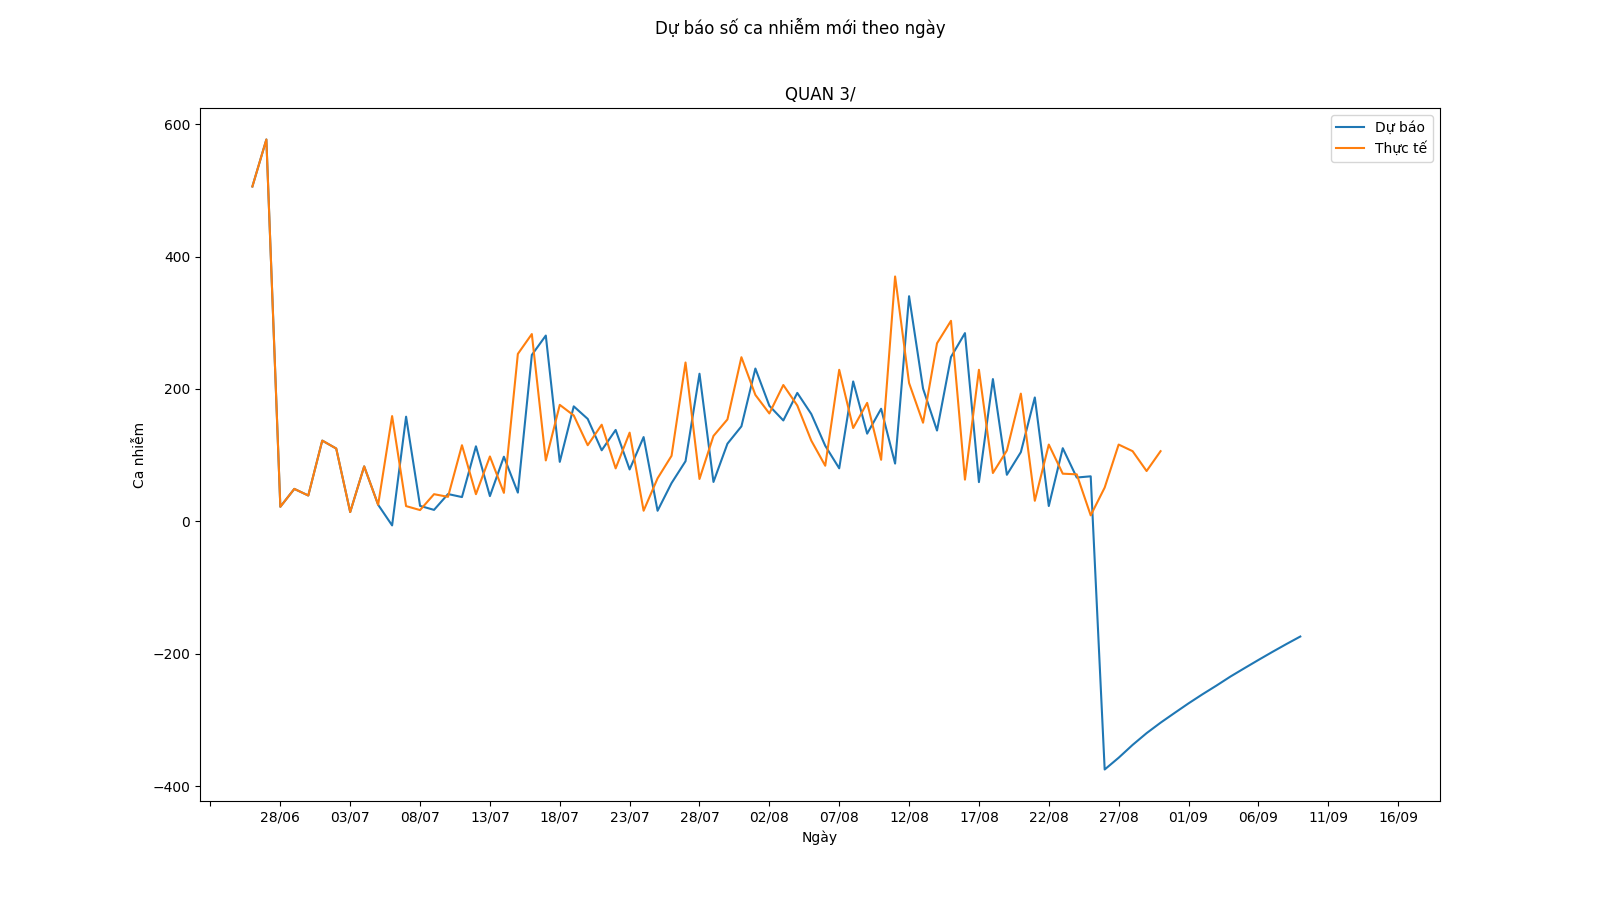 Dự báo số ca nhiễm mới theo ngày
QUAN 3/
Dự báo
Thực tế
600
400
200
0
−200
−400
Ca nhiễm
28/06 03/07 08/07 13/07 18/07 23/07 28/07 02/08 07/08 12/08 17/08 22/08 27/08 01/09 06/09 11/09 16/09
Ngày